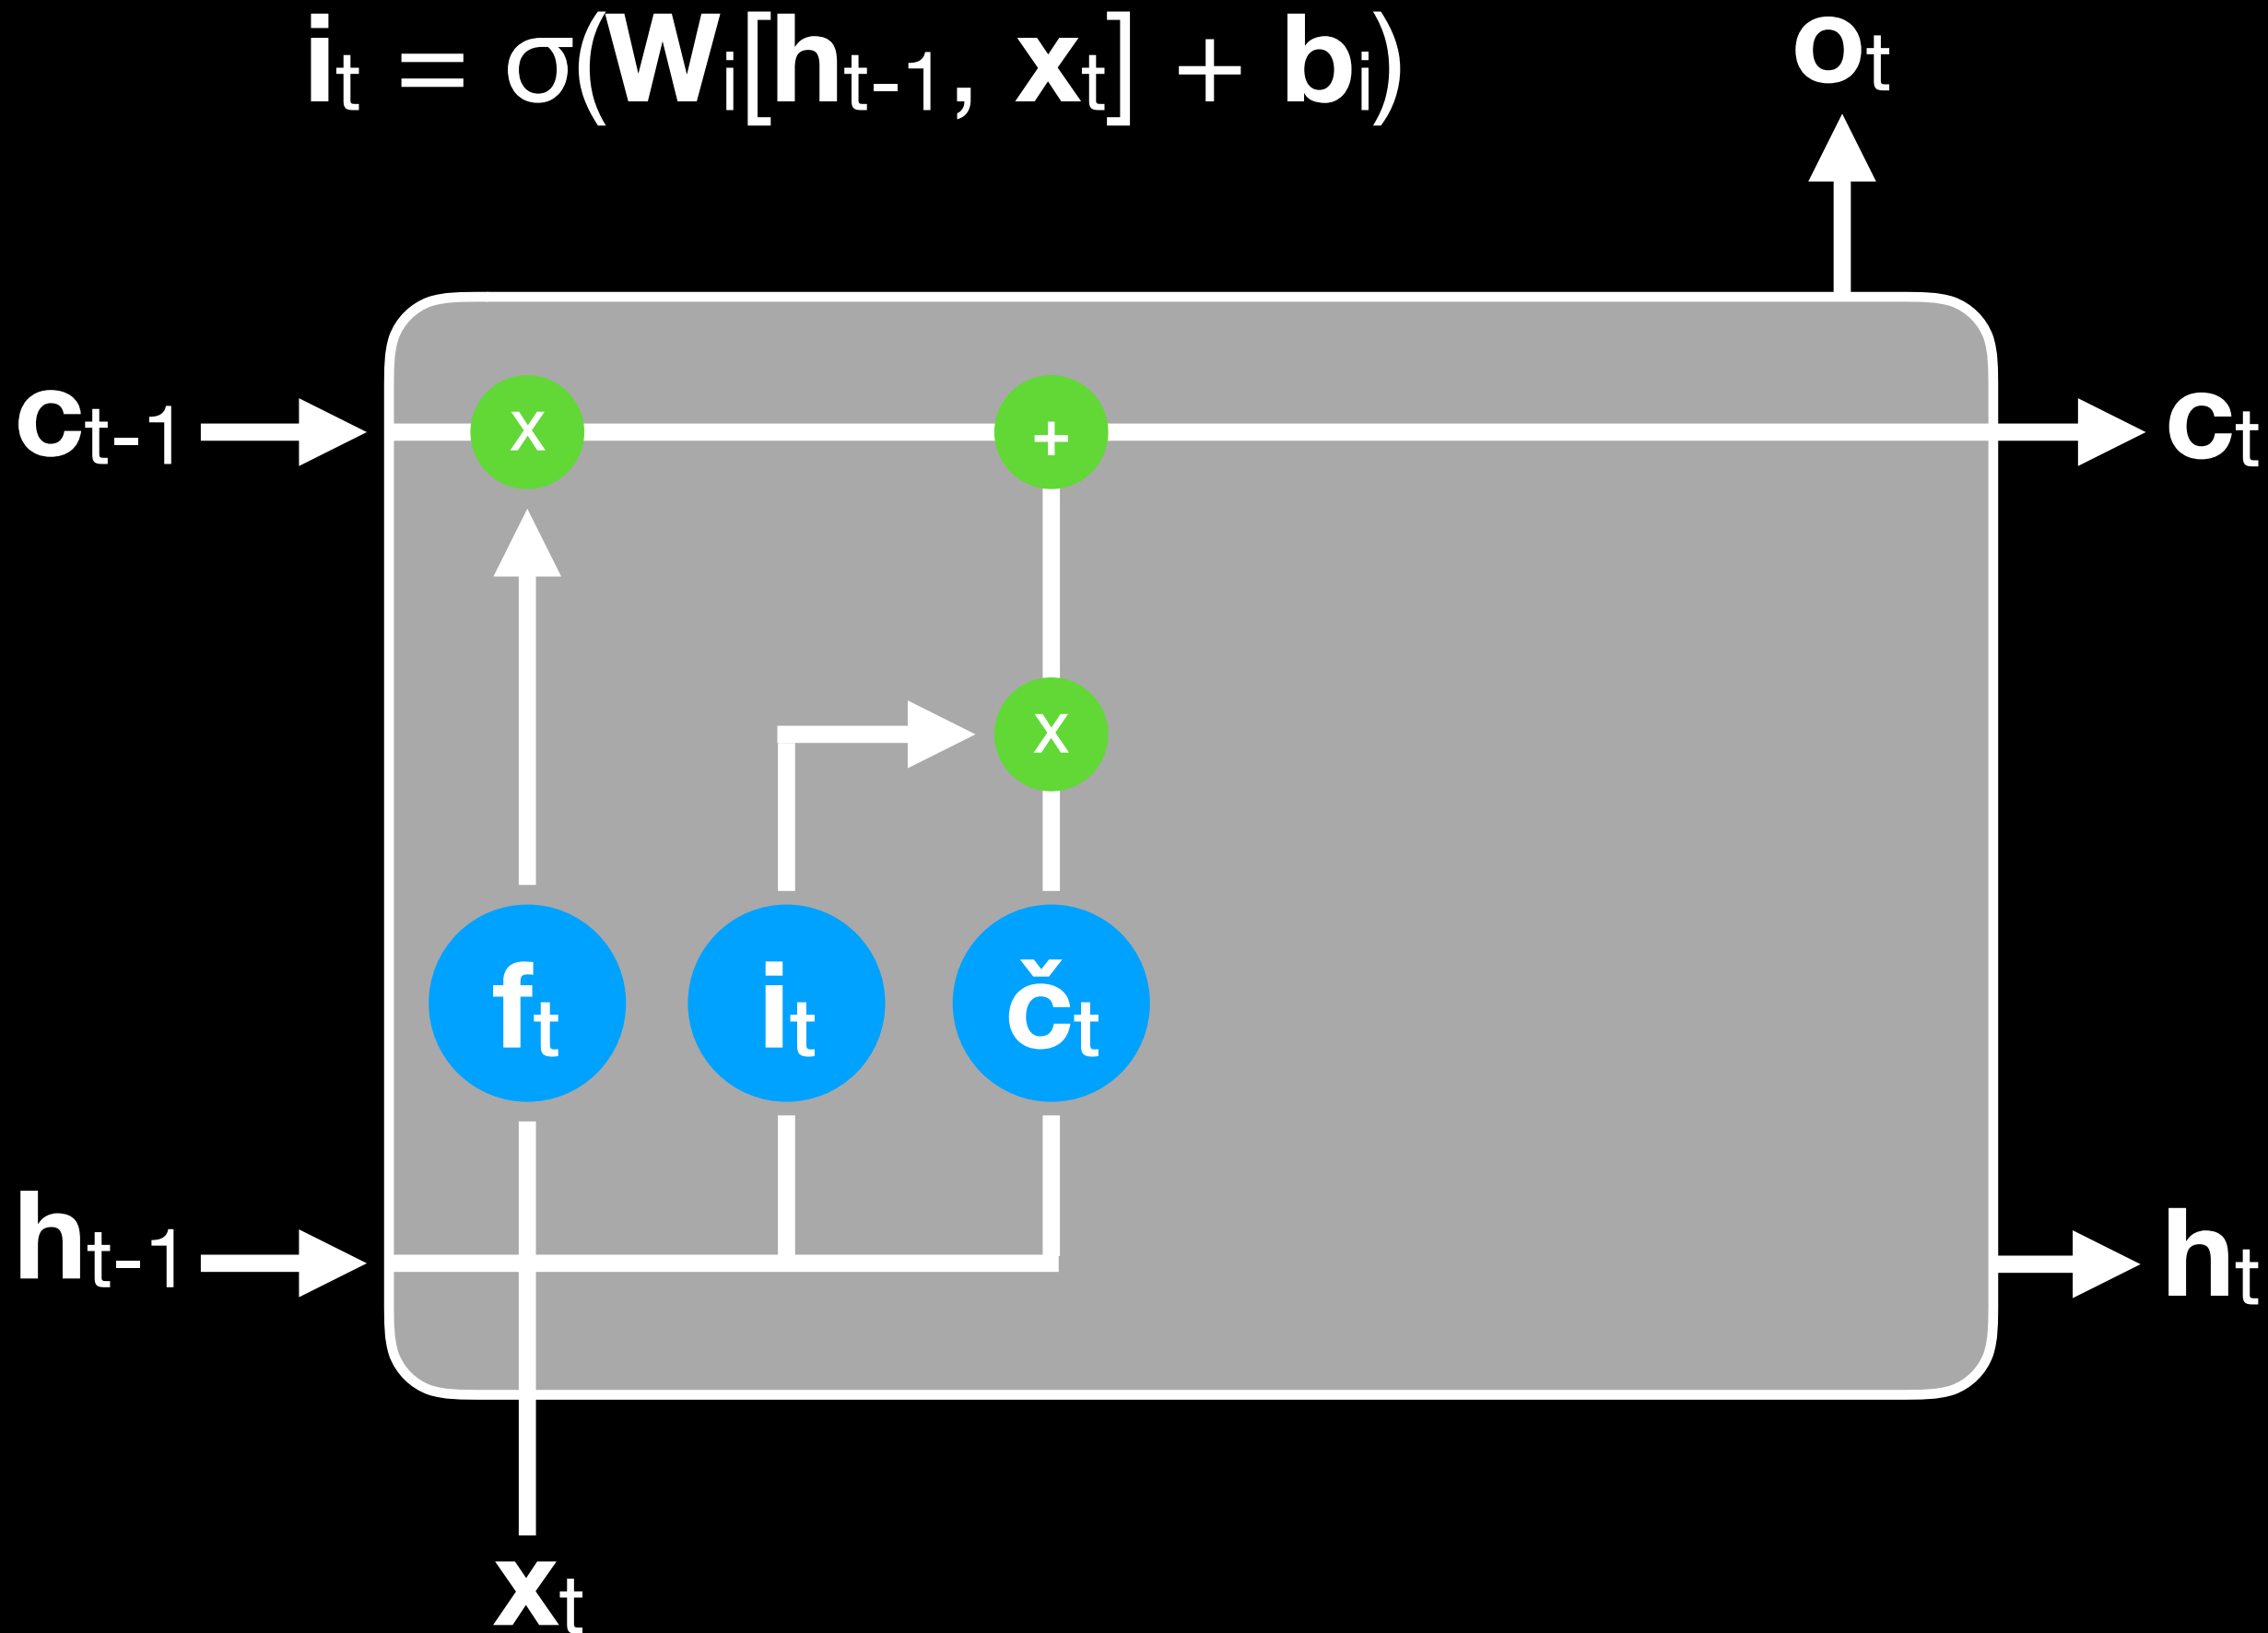 it = σ(Wi[ht-1, xt] + bi)
ot
ct-1
x
+
ct
x
ft
it
čt
ht-1
ht
xt